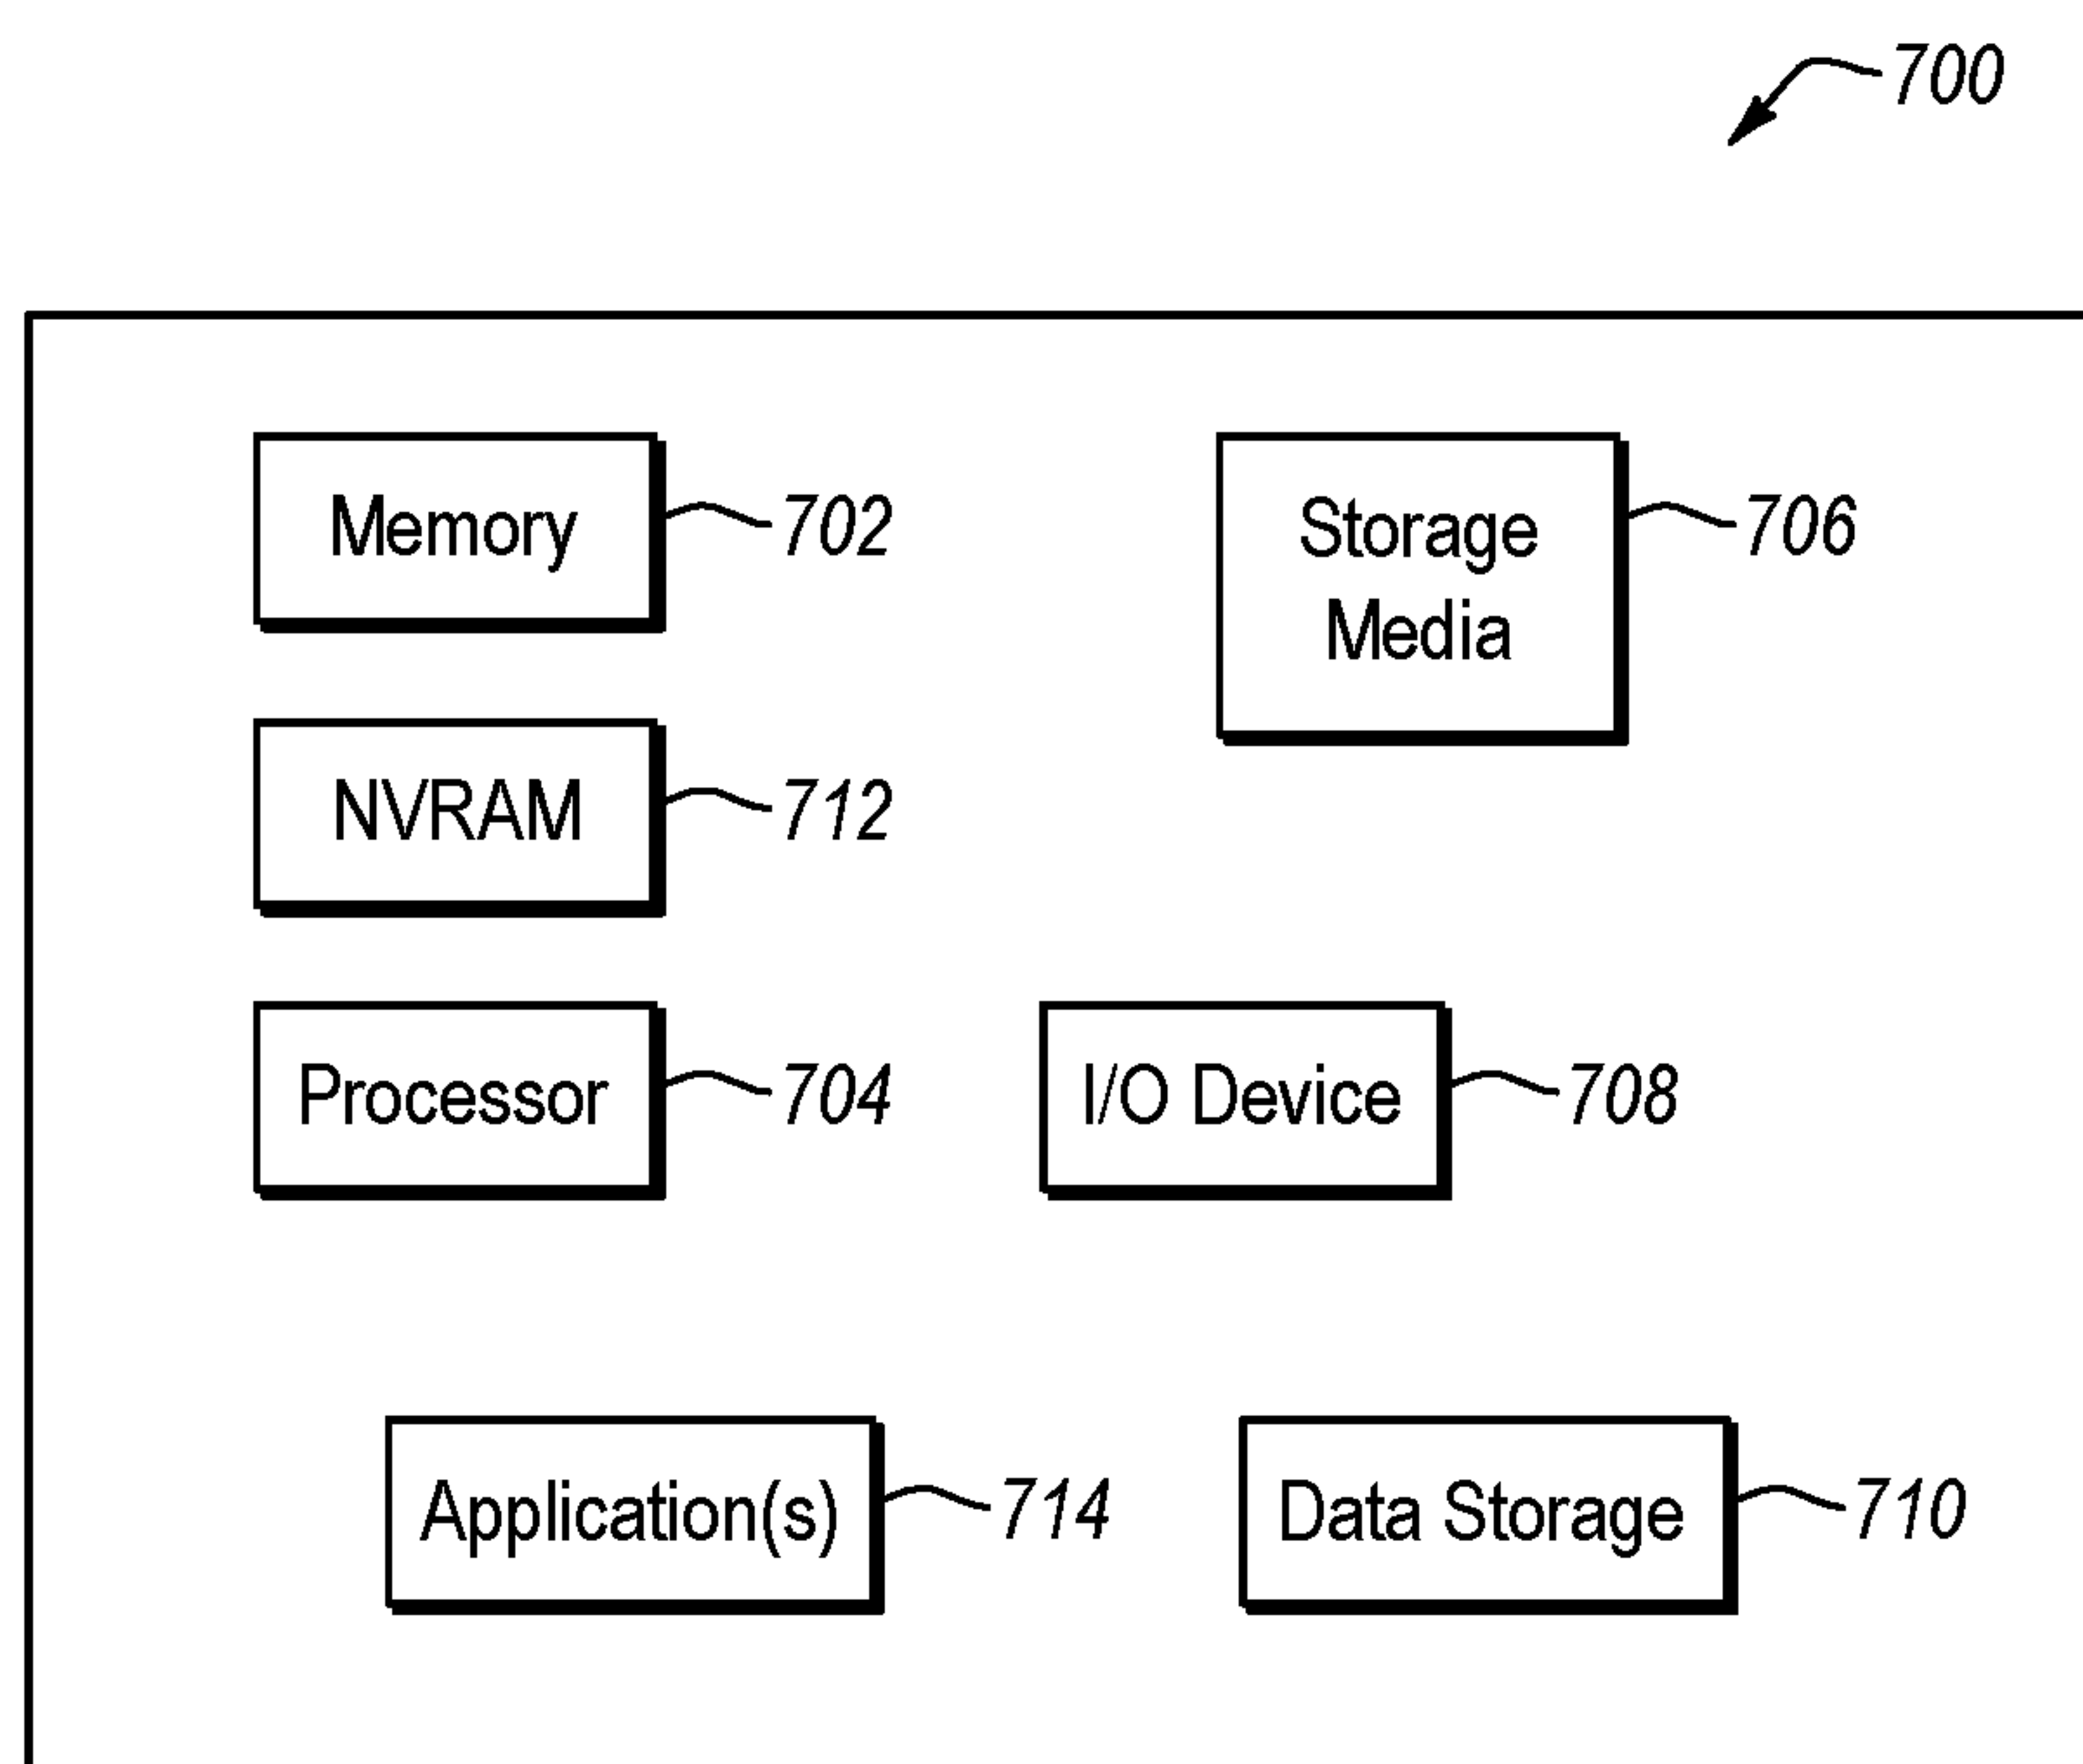 700
Memory
702
Storage
Media
706
NVRAM
712
Processor
704
I/O Device
708
Application(s)
714
Data Storage
710